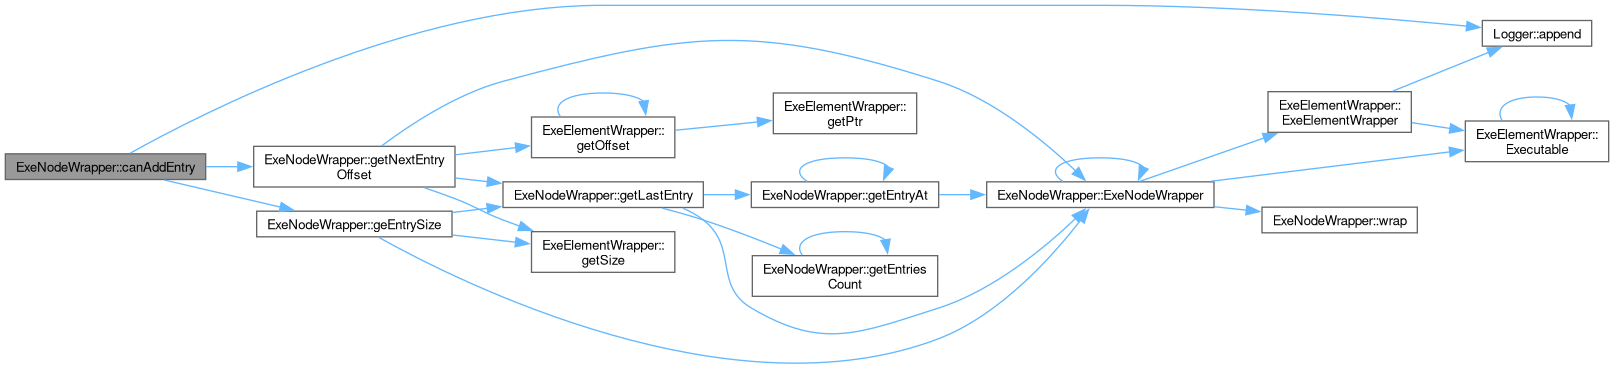 ExeNodeWrapper::canAddEntry
ExeNodeWrapper::getNextEntry
Offset
ExeNodeWrapper::geEntrySize
ExeElementWrapper::
getOffset
ExeNodeWrapper::getLastEntry
ExeElementWrapper::
getSize
ExeElementWrapper::
getPtr
ExeNodeWrapper::getEntryAt
ExeNodeWrapper::getEntries
Count
ExeNodeWrapper::ExeNodeWrapper
ExeElementWrapper::
ExeElementWrapper
ExeNodeWrapper::wrap
Logger::append
ExeElementWrapper::
Executable